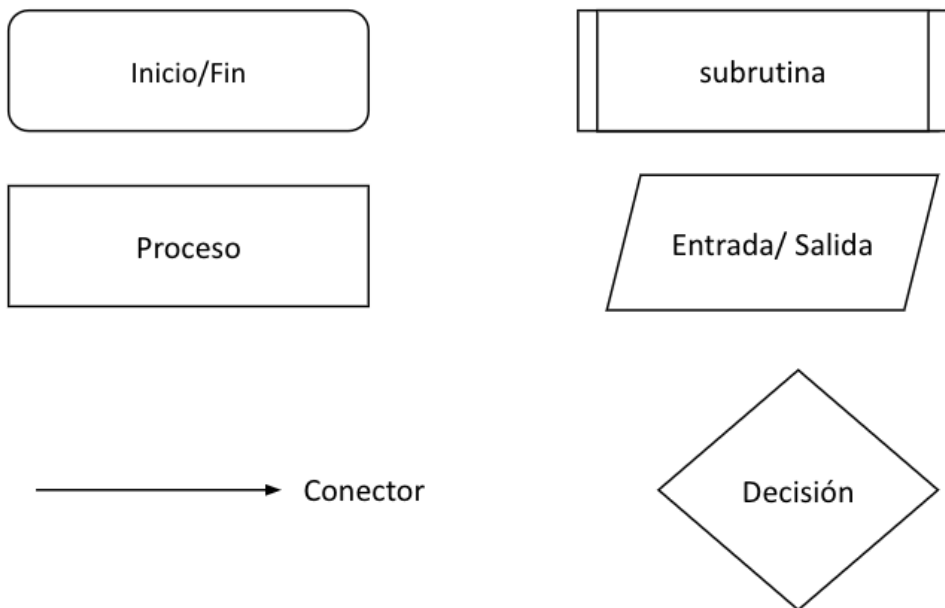 Inicio/Fin
subrutina
Proceso
Entrada/ Salida
Conector
Decisión